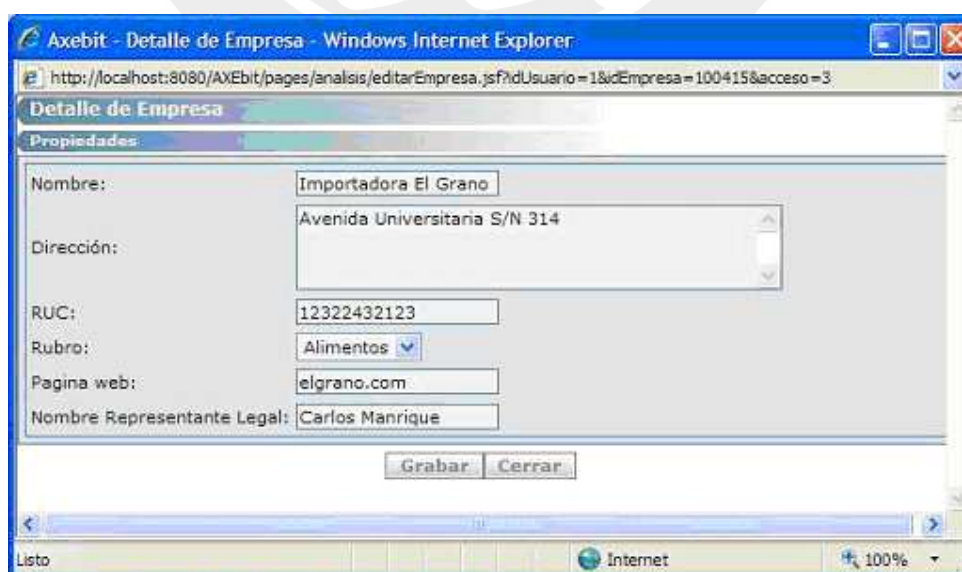 Axebit - Detalle de Empresa - Windows Internet Explorer
http://localhost:8080/AXEbit/pages/analisis/editarEmpresa.jsf?idUsuario=1&idEmpresa=100415&acceso=3
Detalle de Empresa
Propiedades
Nombre: Importadora El Grano
Dirección: Avenida Universitaria S/N 314
RUC: 12322432123
Rubro: Alimentos
Pagina web: elgrano.com
Nombre Representante Legal: Carlos Manrique
Grabar Cerrar
Listo Internet 100%